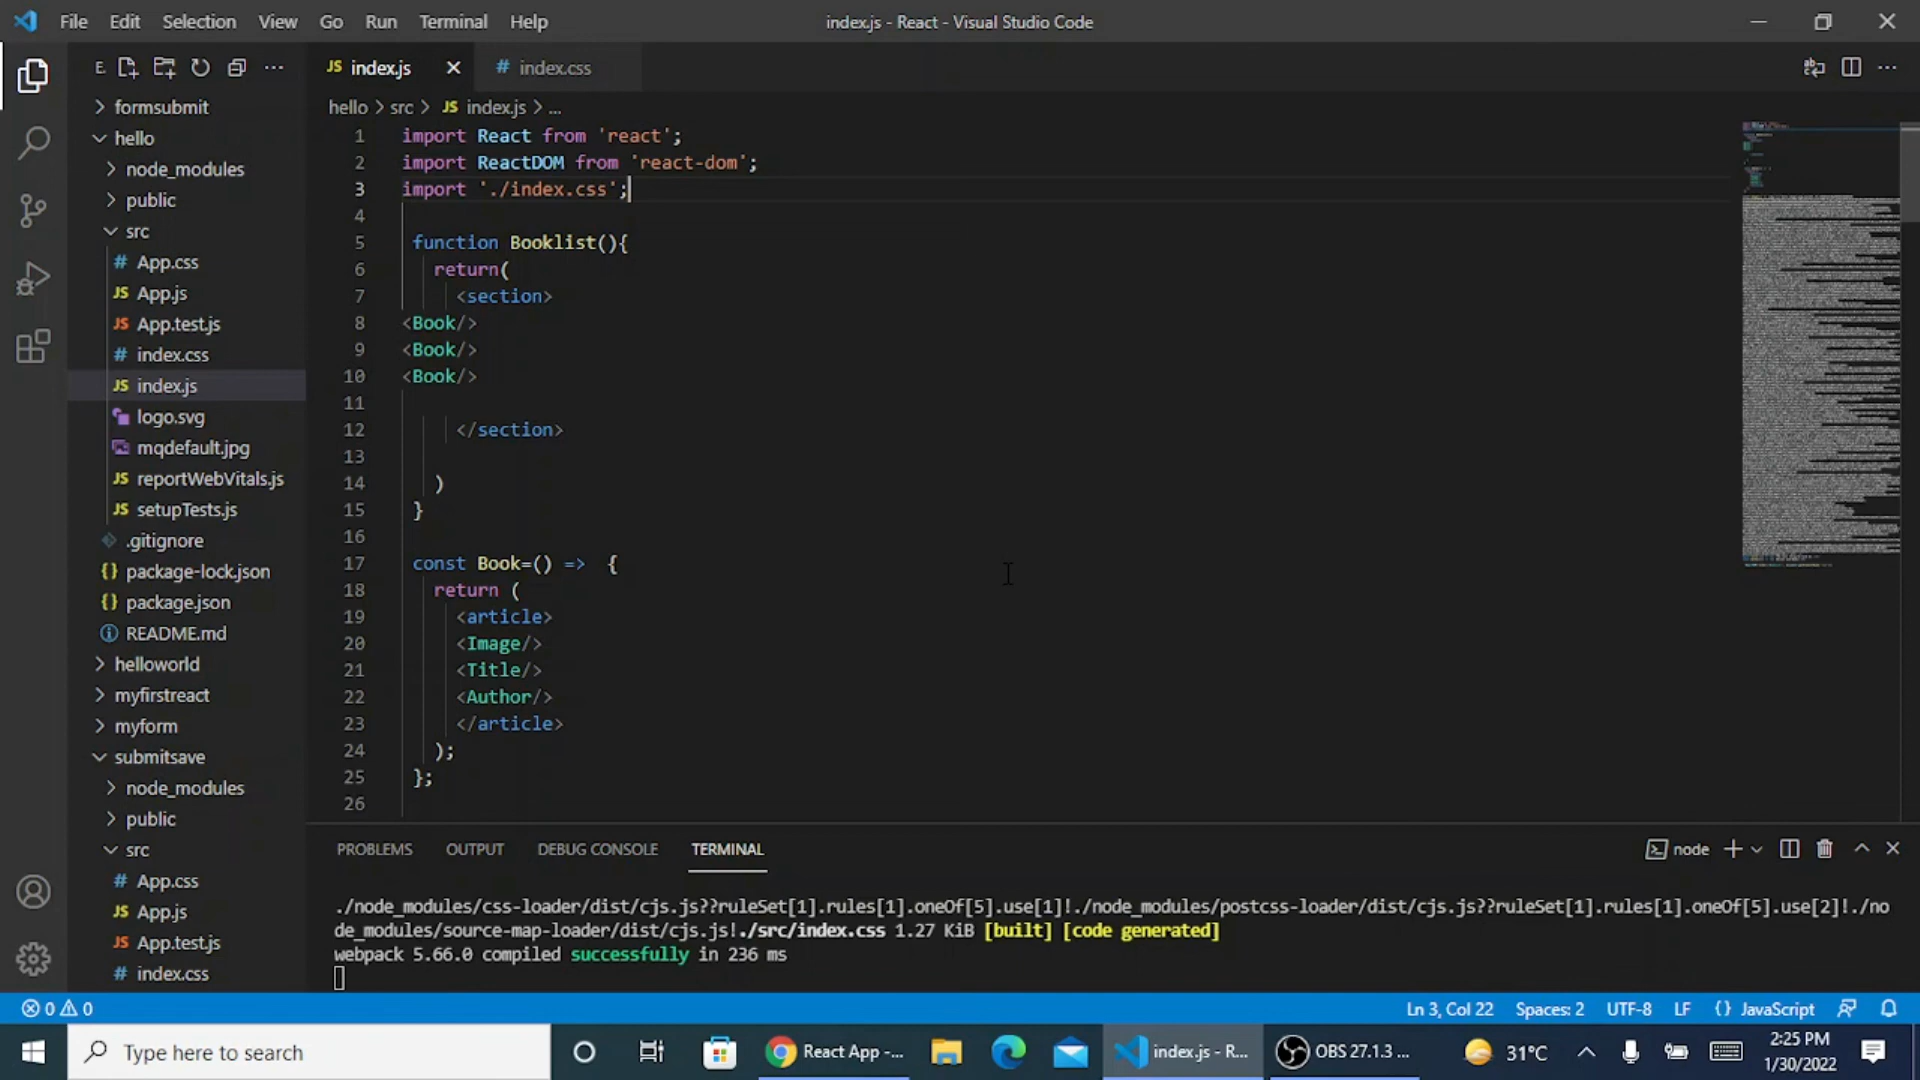 File Edit Selection View Go Run Terminal Help
index.js - React - Visual Studio Code
E
JS index.js
# index.css
hello > src > JS index.js > ...
formsubmit
hello
node_modules
public
src
# App.css
JS App.js
JS App.test.js
# index.css
JS index.js
logo.svg
mqdefault.jpg
JS reportWebVitals.js
JS setupTests.js
.gitignore
{} package-lock.json
{} package.json
README.md
helloworld
myfirstreact
myform
submitsave
node_modules
public
src
# App.css
JS App.js
JS App.test.js
# index.css
1 import React from 'react';
2 import ReactDOM from 'react-dom';
3 import './index.css';
4
5 function Booklist(){
6 return(
7 <section>
8 <Book/>
9 <Book/>
10 <Book/>
11
12 </section>
13
14 )
15 }
16
17 const Book=() => {
18 return (
19 <article>
20 <Image/>
21 <Title/>
22 <Author/>
23 </article>
24 );
25 };
26
PROBLEMS OUTPUT DEBUG CONSOLE TERMINAL
node
./node_modules/css-loader/dist/cjs.js??ruleSet[1].rules[1].oneOf[5].use[1]!./node_modules/postcss-loader/dist/cjs.js??ruleSet[1].rules[1].oneOf[5].use[2]!./no
de_modules/source-map-loader/dist/cjs.js!./src/index.css 1.27 KiB [built] [code generated]
webpack 5.66.0 compiled successfully in 236 ms
0 0
Ln 3, Col 22 Spaces: 2 UTF-8 LF {} JavaScript
Type here to search
React App -...
index.js - R...
OBS 27.1.3 ...
31°C
2:25 PM
1/30/2022